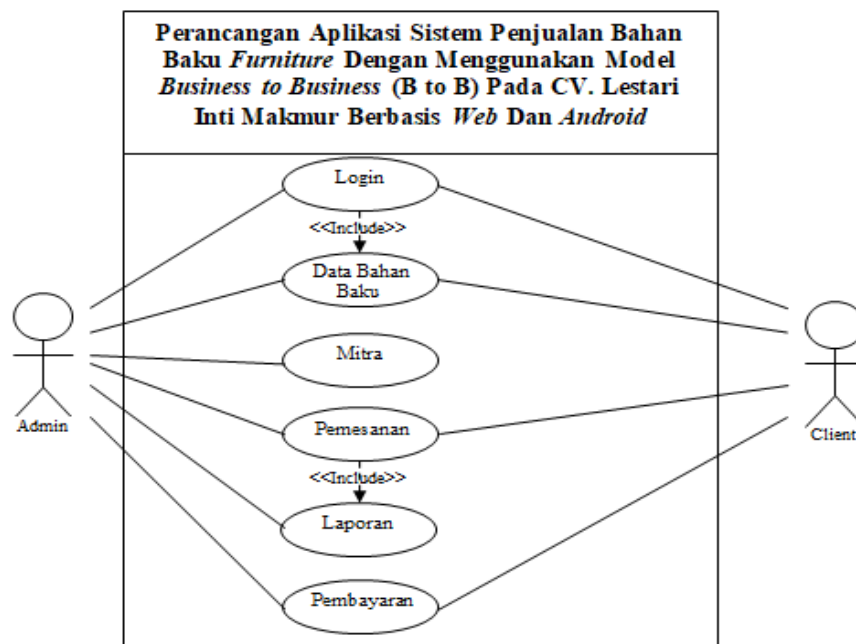 Perancangan Aplikasi Sistem Penjualan Bahan
Baku Furniture Dengan Menggunakan Model
Business to Business (B to B) Pada CV. Lestari
Inti Makmur Berbasis Web Dan Android
Login
<<Include>>
Data Bahan
Baku
Mitra
Pemesanan
<<Include>>
Laporan
Pembayaran
Admin
Client